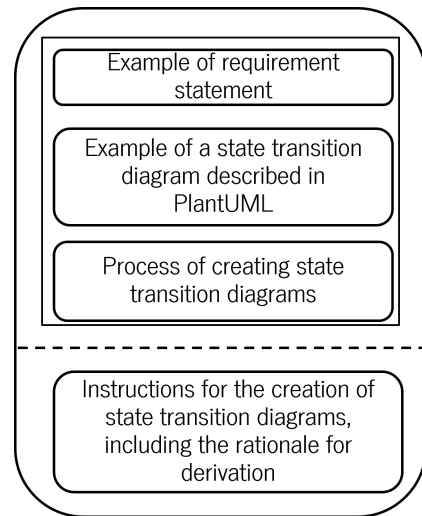 Example of requirement
statement
Example of a state transition
diagram described in
PlantUML
Process of creating state
transition diagrams
Instructions for the creation of
state transition diagrams,
including the rationale for
derivation